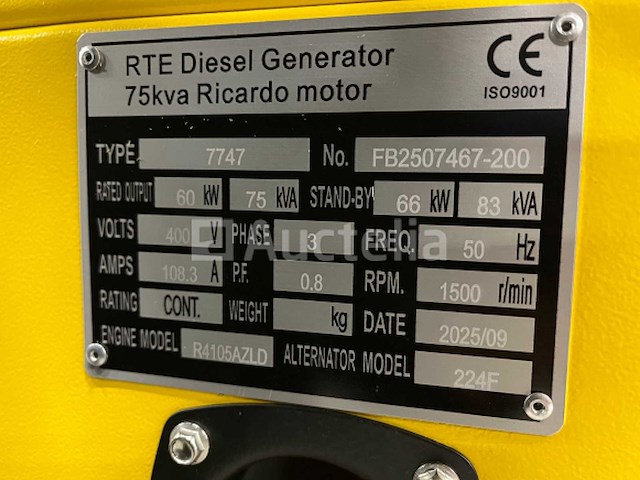 RTE Diesel Generator
75kva Ricardo motor
CE
ISO9001
TYPE 7747 No. FB2507467-200
RATED OUTPUT 60 kW 75 kVA STAND-BY 66 kW 83 kVA
VOLTS 400 V PHASE 3 FREQ. 50 Hz
Auctelia
AMPS 108.3 A P.F. 0.8 RPM. 1500 r/min
RATING CONT. WEIGHT kg DATE 2025/09
ENGINE MODEL R4105AZLD ALTERNATOR MODEL 224F